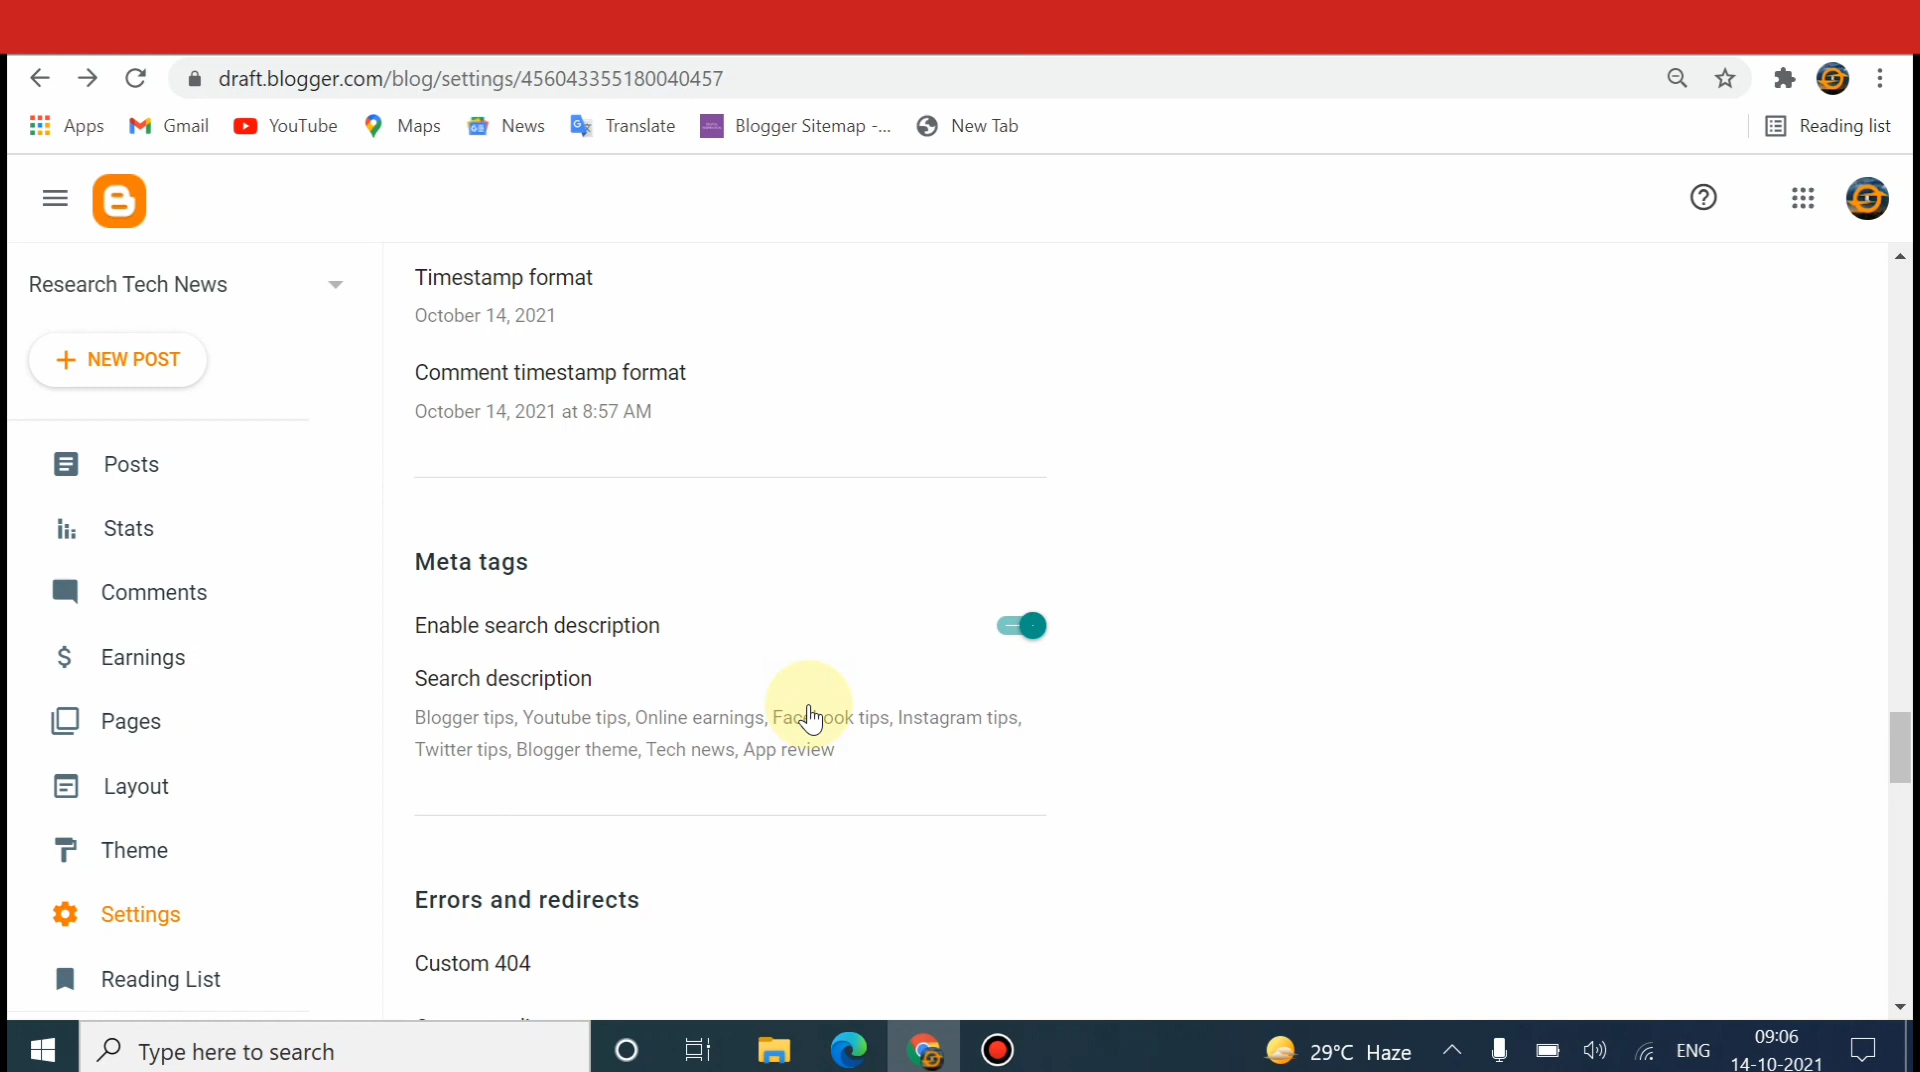 draft.blogger.com/blog/settings/456043355180040457
Apps Gmail YouTube Maps News Translate Blogger Sitemap -... New Tab Reading list
Research Tech News
NEW POST
Posts
Stats
Comments
Earnings
Pages
Layout
Theme
Settings
Reading List
Timestamp format
October 14, 2021
Comment timestamp format
October 14, 2021 at 8:57 AM
Meta tags
Enable search description
Search description
Blogger tips, Youtube tips, Online earnings, Facebook tips, Instagram tips,
Twitter tips, Blogger theme, Tech news, App review
Errors and redirects
Custom 404
Type here to search
29°C Haze
ENG
09:06
14-10-2021